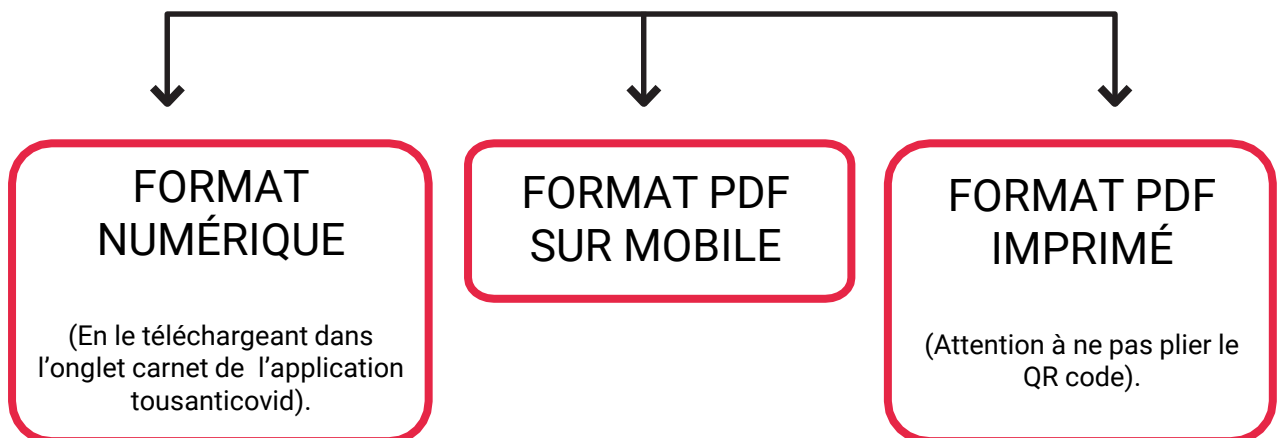 FORMAT
NUMÉRIQUE
(En le téléchargeant dans
l’onglet carnet de l’application
tousanticovid).
FORMAT PDF
SUR MOBILE
FORMAT PDF
IMPRIMÉ
(Attention à ne pas plier le
QR code).